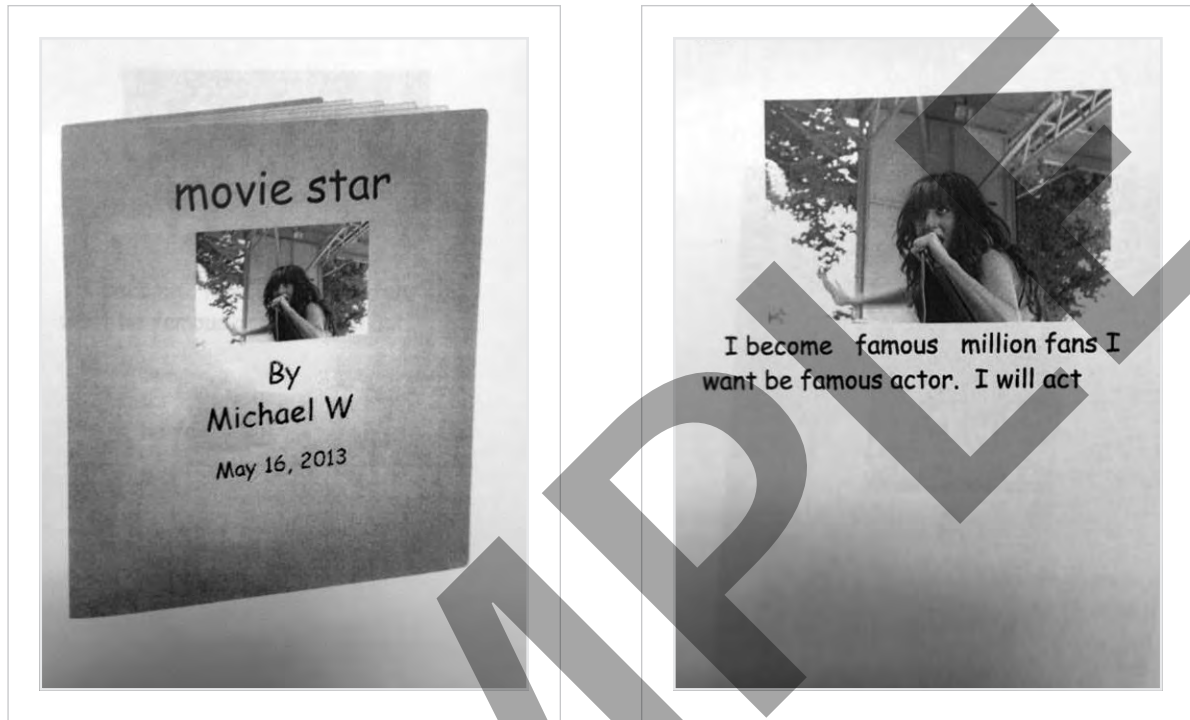 movie star
By
Michael W
May 16, 2013
I become famous million fans I
want be famous actor. I will act